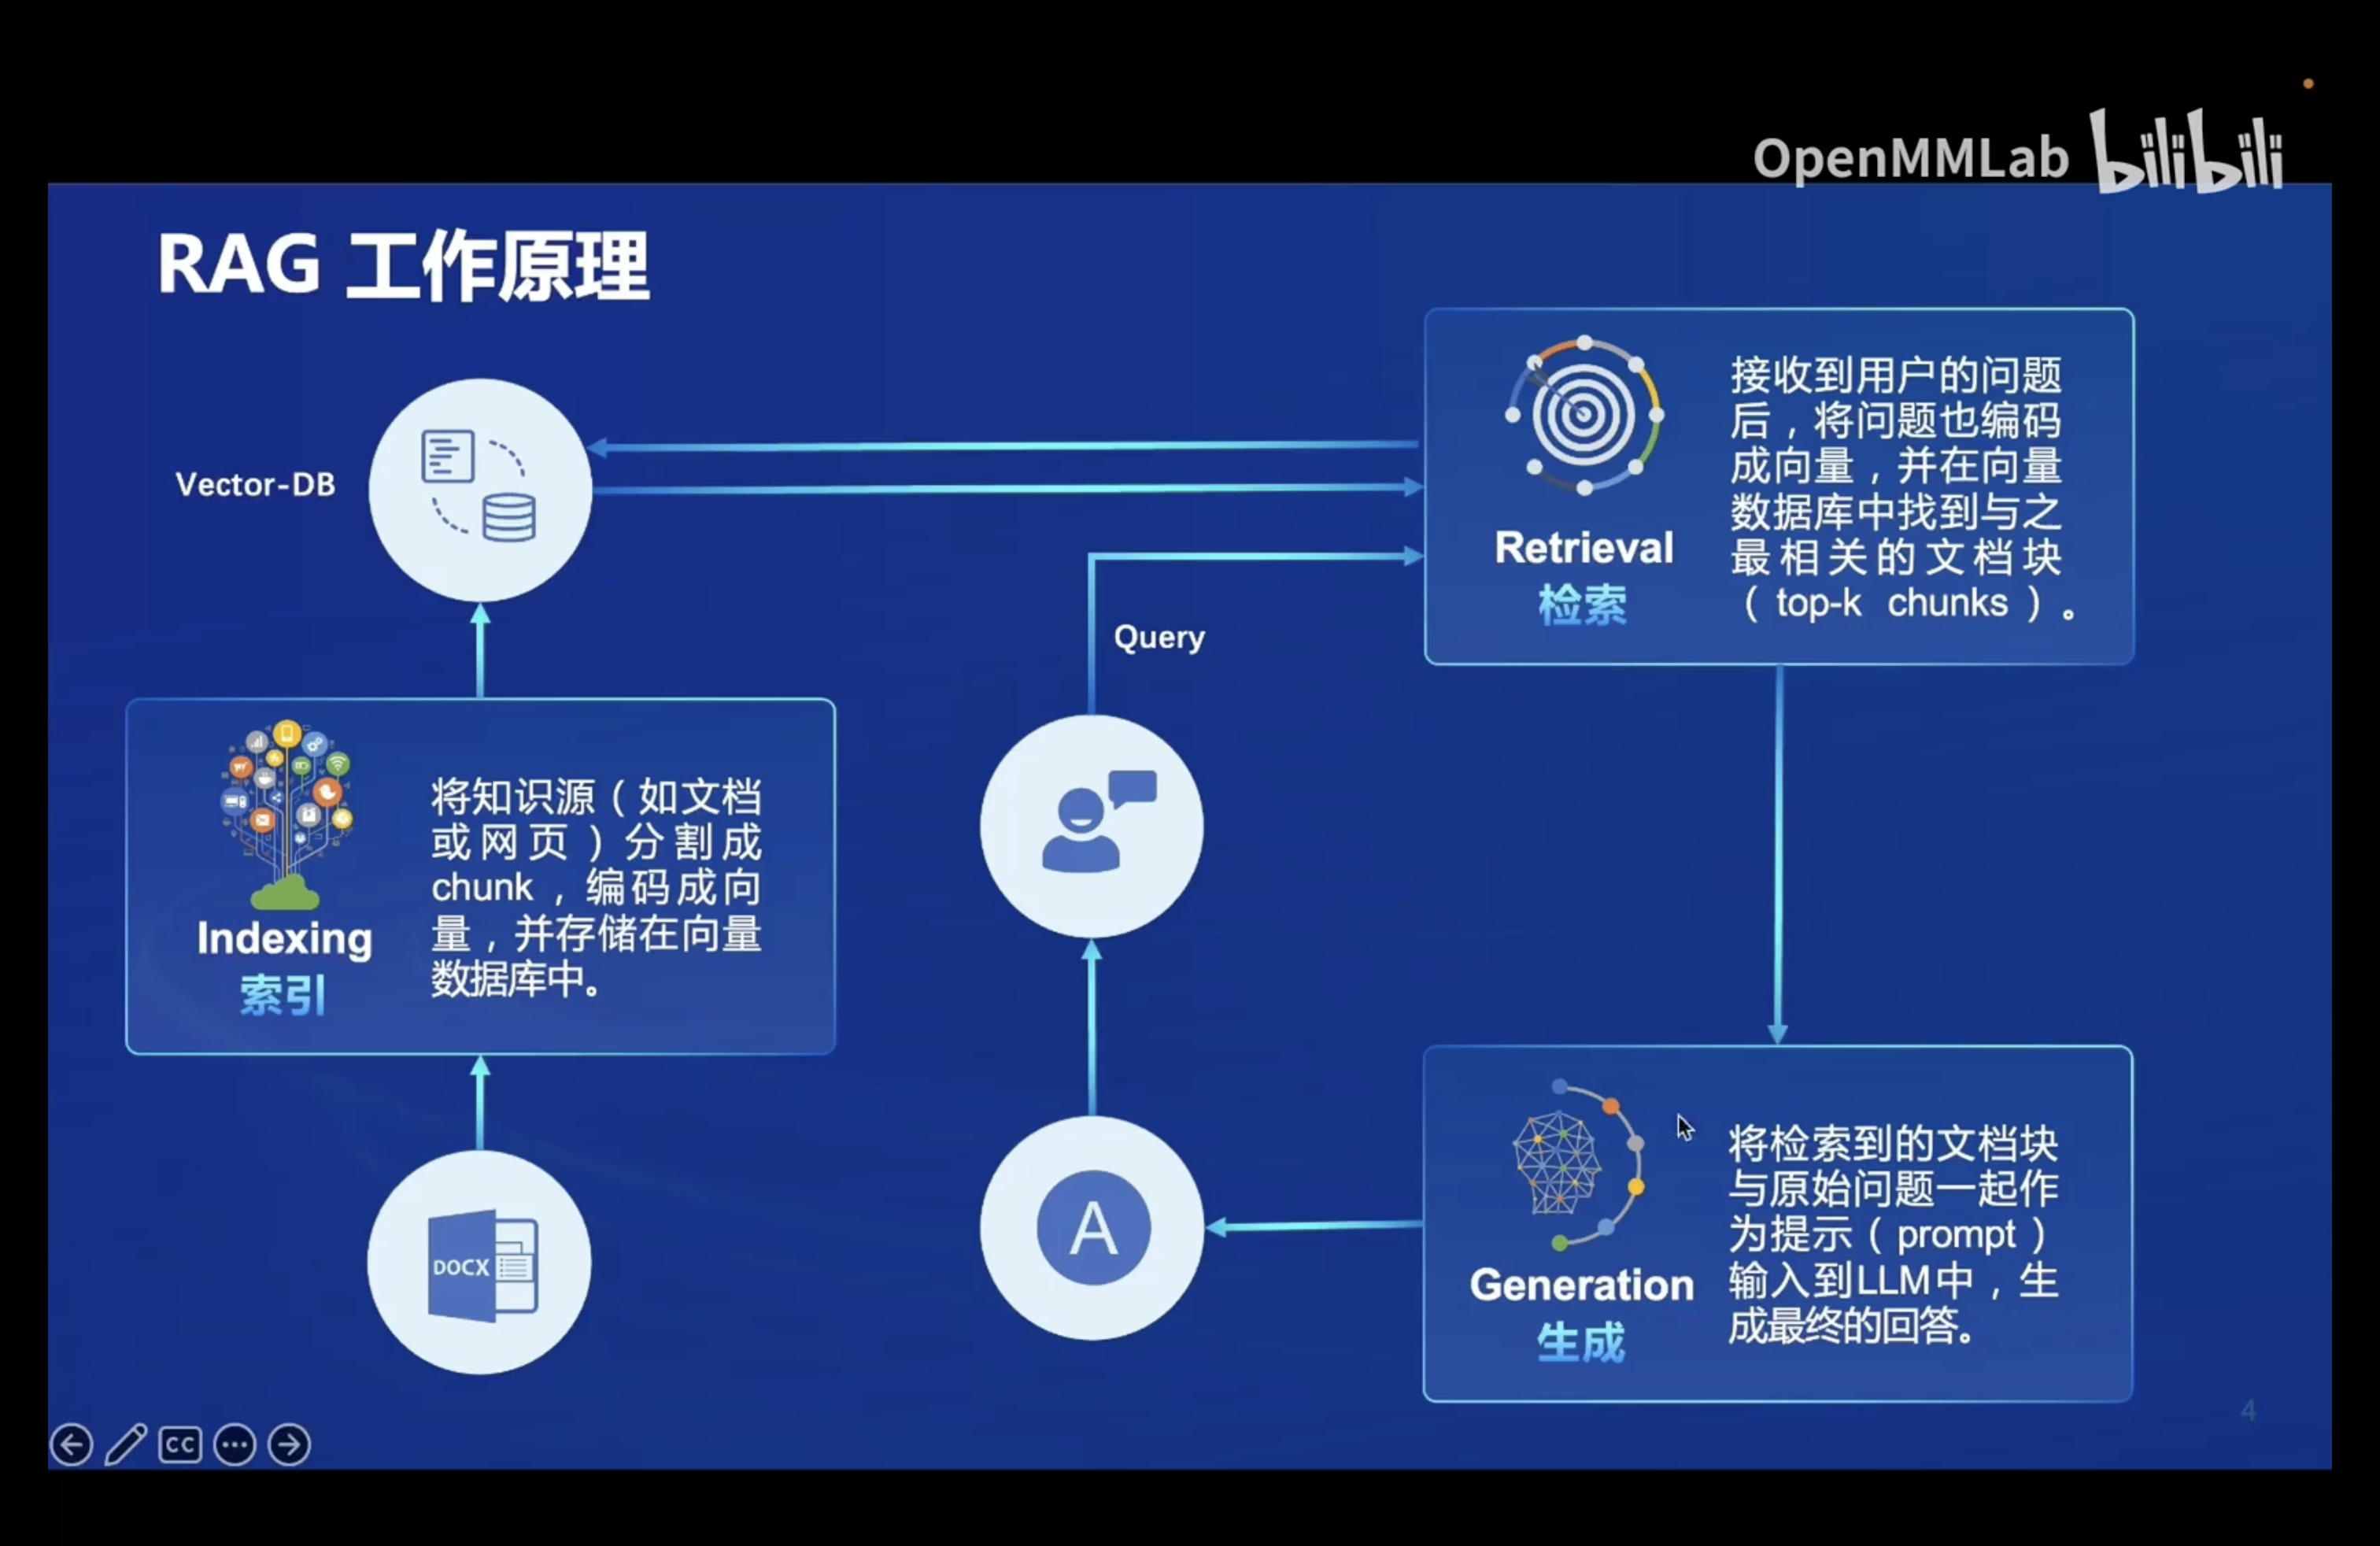 OpenMMLab bilibili
RAG 工作原理
Vector-DB
Retrieval
检索
接收到用户的问题
后，将问题也编码
成向量，并在向量
数据库中找到与之
最相关的文档块
（top-k chunks）。
Query
Indexing
索引
将知识源（如文档
或网页）分割成
chunk，编码成向
量，并存储在向量
数据库中。
DOCX
A
Generation
生成
将检索到的文档块
与原始问题一起作
为提示（prompt）
输入到LLM中，生
成最终的回答。
4
CC